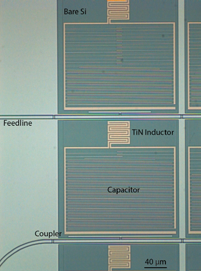 Bare Si
Feedline
TiN Inductor
Capacitor
Coupler
40 μm